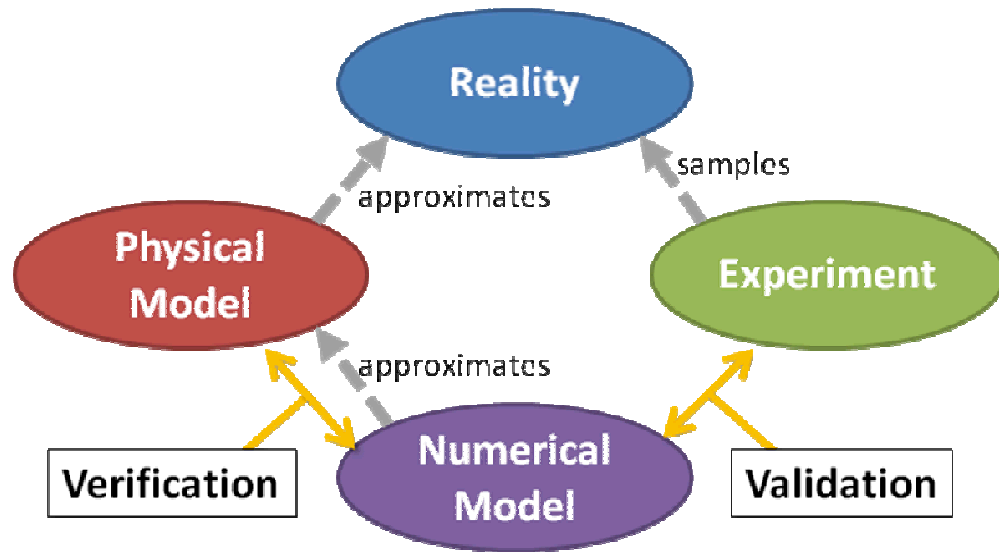 Reality
samples
approximates
Physical
Model
Experiment
approximates
Numerical
Model
Verification
Validation